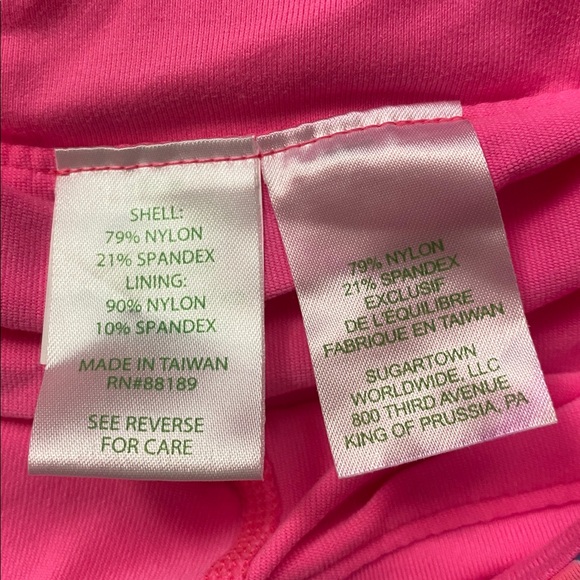 SHELL:
79% NYLON
21% SPANDEX
LINING:
90% NYLON
10% SPANDEX
MADE IN TAIWAN
RN#88189
SEE REVERSE
FOR CARE
79% NYLON
21% SPANDEX
EXCLUSIF
DE L'EQUILIBRE
FABRIQUE EN TAIWAN
SUGARTOWN
WORLDWIDE, LLC
800 THIRD AVENUE
KING OF PRUSSIA, PA